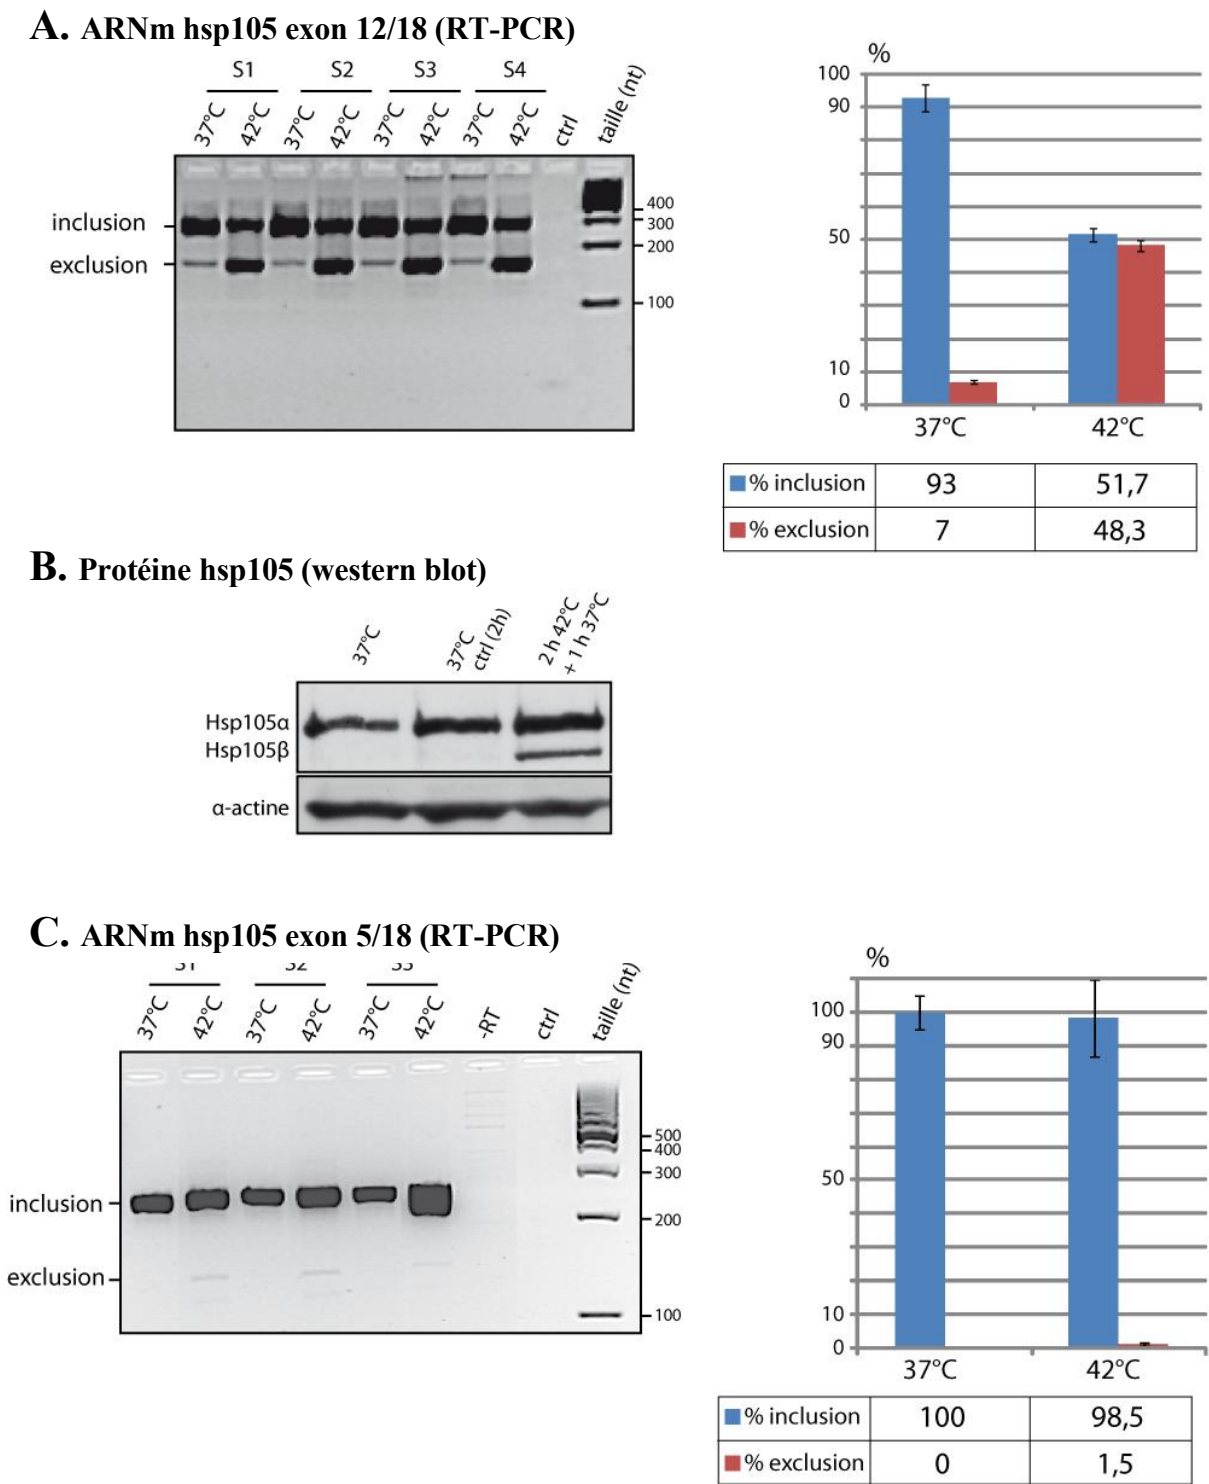 A. ARNm hsp105 exon 12/18 (RT-PCR)
S1 S2 S3 S4
37°C 42°C 37°C 42°C 37°C 42°C 37°C 42°C ctrl taille (nt)
inclusion
exclusion
400
300
200
100
%
100
90
50
10
0
37°C 42°C
% inclusion 93 51,7
% exclusion 7 48,3
B. Protéine hsp105 (western blot)
37°C
37°C
ctrl (2h)
2 h 42°C
+ 1 h 37°C
Hsp105α
Hsp105β
α-actine
C. ARNm hsp105 exon 5/18 (RT-PCR)
S1 S2 S3
37°C 42°C 37°C 42°C 37°C 42°C -RT ctrl taille (nt)
inclusion
exclusion
500
400
300
200
100
%
100
90
50
10
0
37°C 42°C
% inclusion 100 98,5
% exclusion 0 1,5